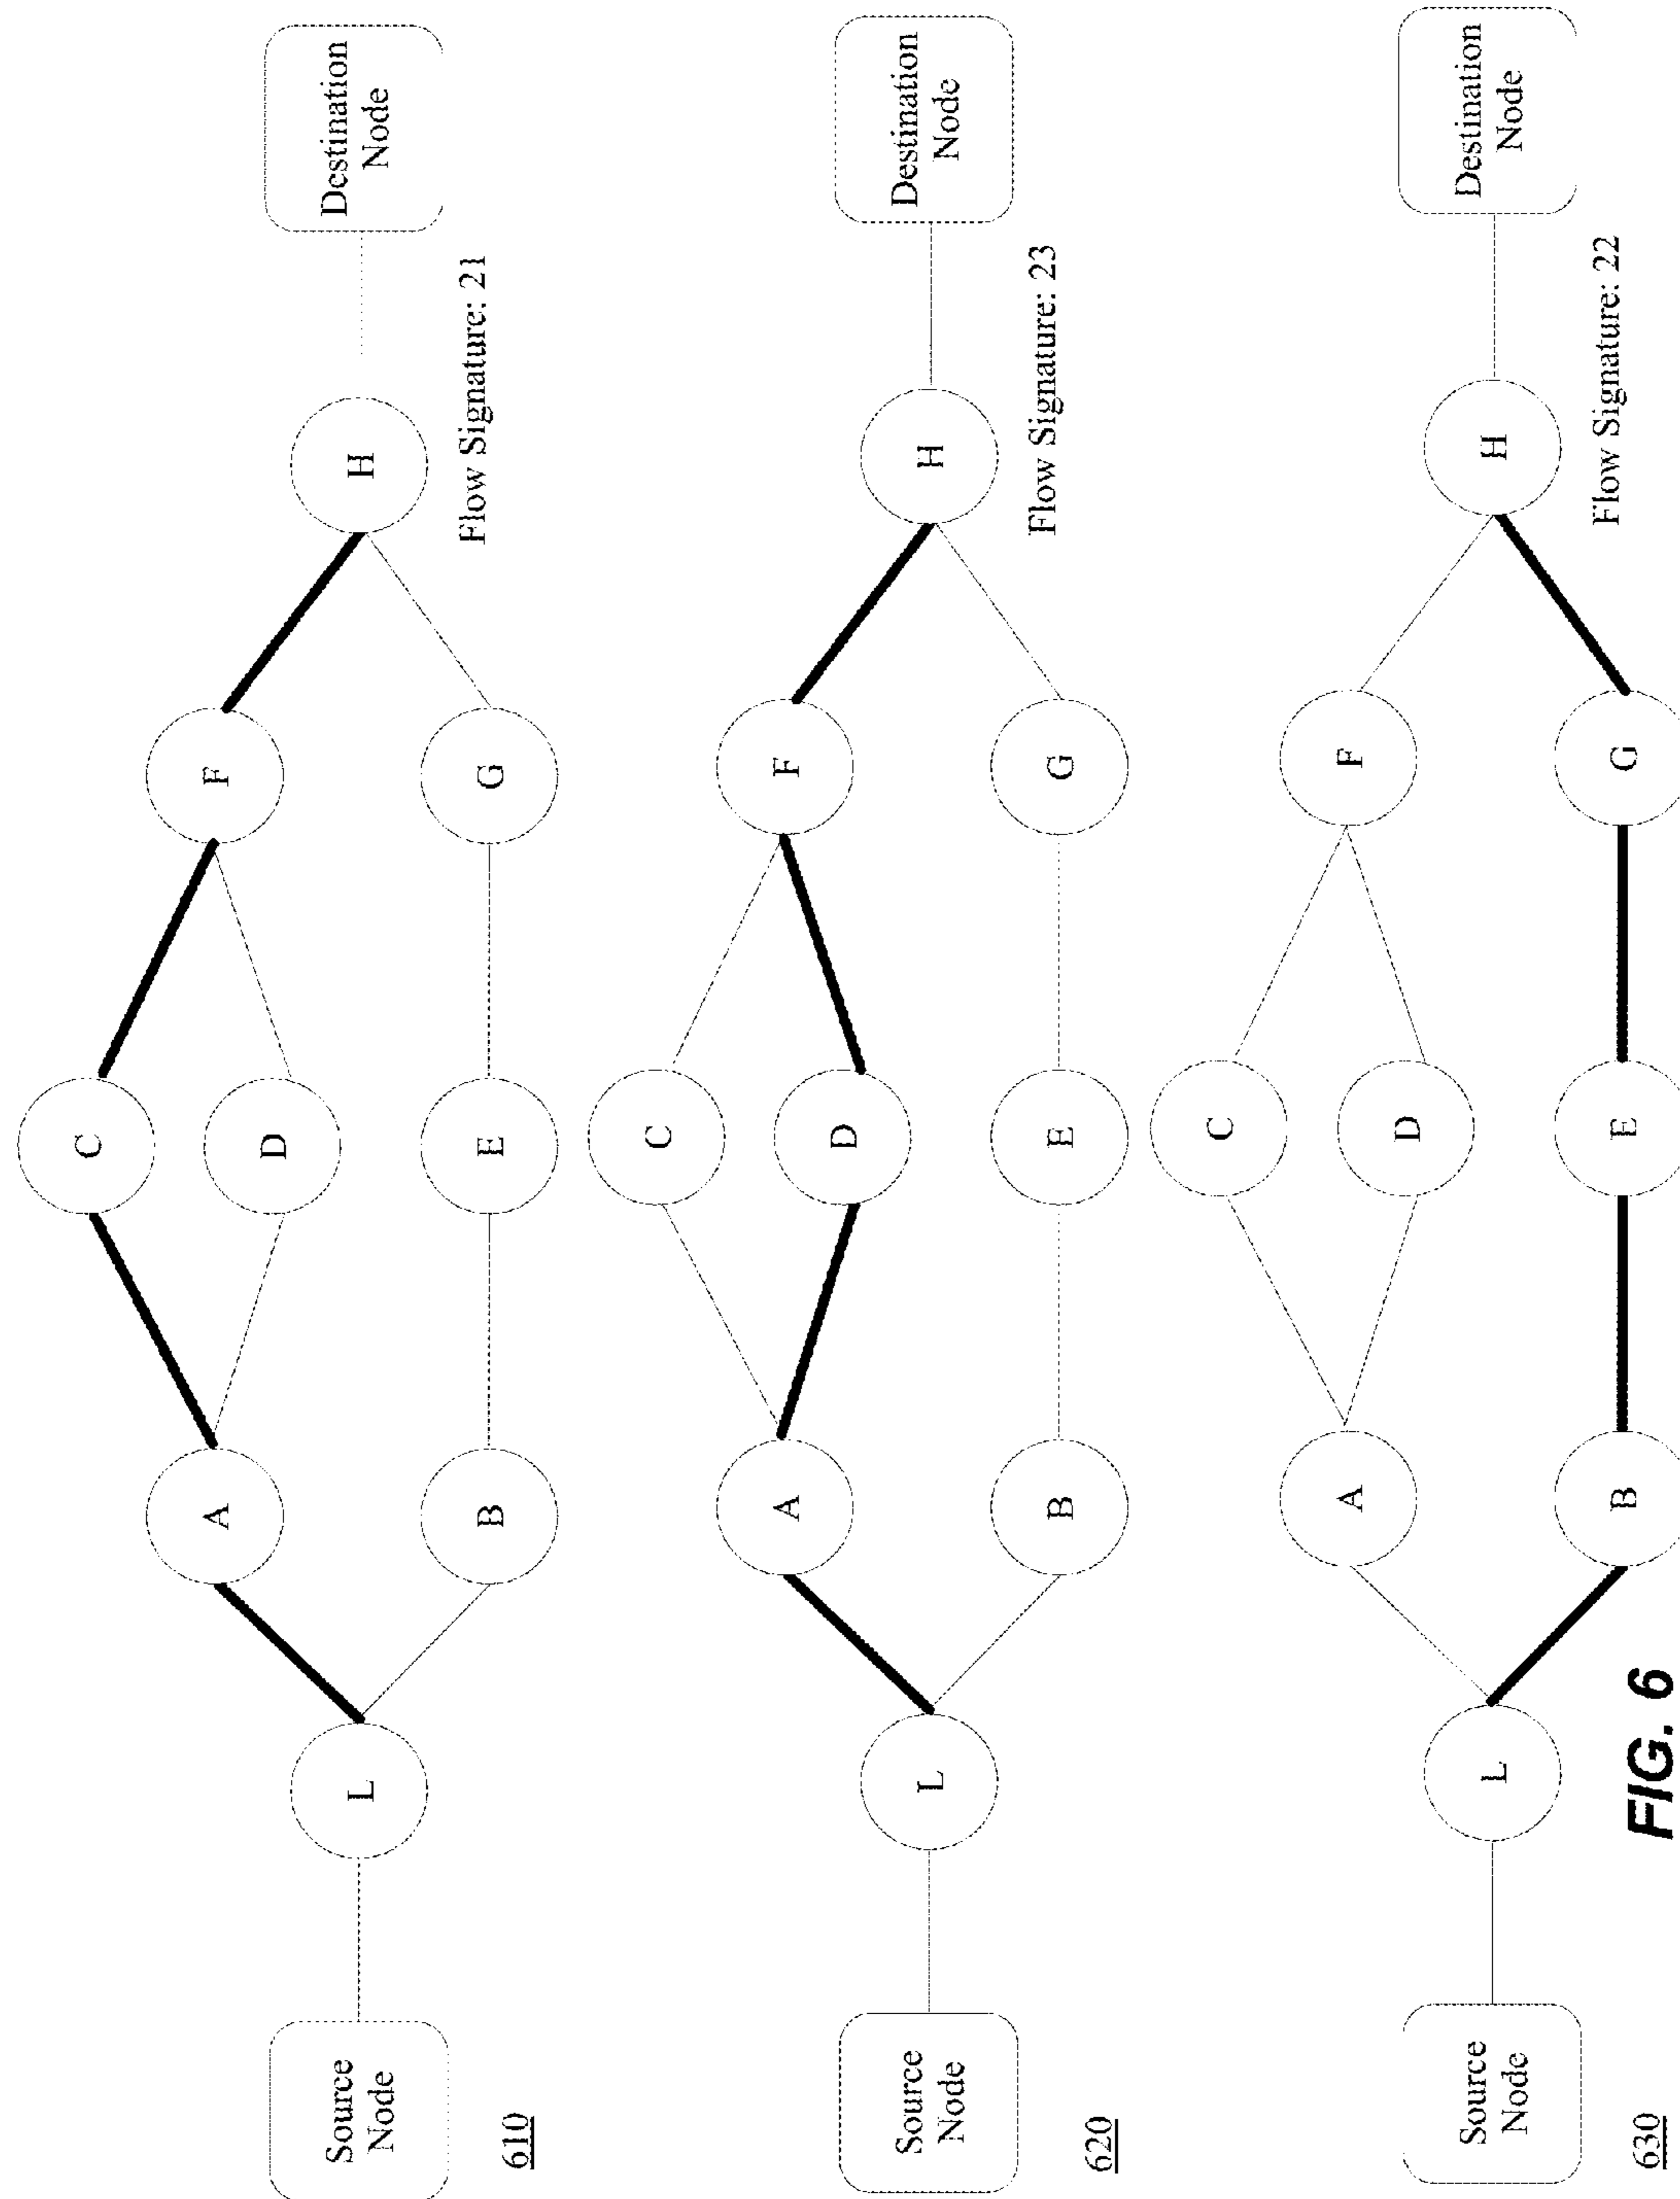 Source
Node
L
A
B
C
D
E
F
G
H
Destination
Node
Flow Signature: 21
610
Source
Node
L
A
B
C
D
E
F
G
H
Destination
Node
Flow Signature: 23
620
Source
Node
L
A
B
C
D
E
F
G
H
Destination
Node
Flow Signature: 22
630
FIG. 6